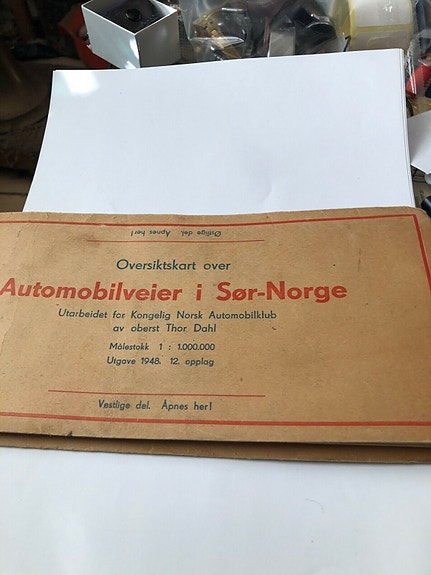 Østlige del. Åpnes her!
Oversiktskart over
Automobilveier i Sør-Norge
Utarbeidet for Kongelig Norsk Automobilklub
av oberst Thor Dahl
Målestokk 1 : 1.000.000
Utgave 1948. 12. opplag
Vestlige del. Åpnes her!